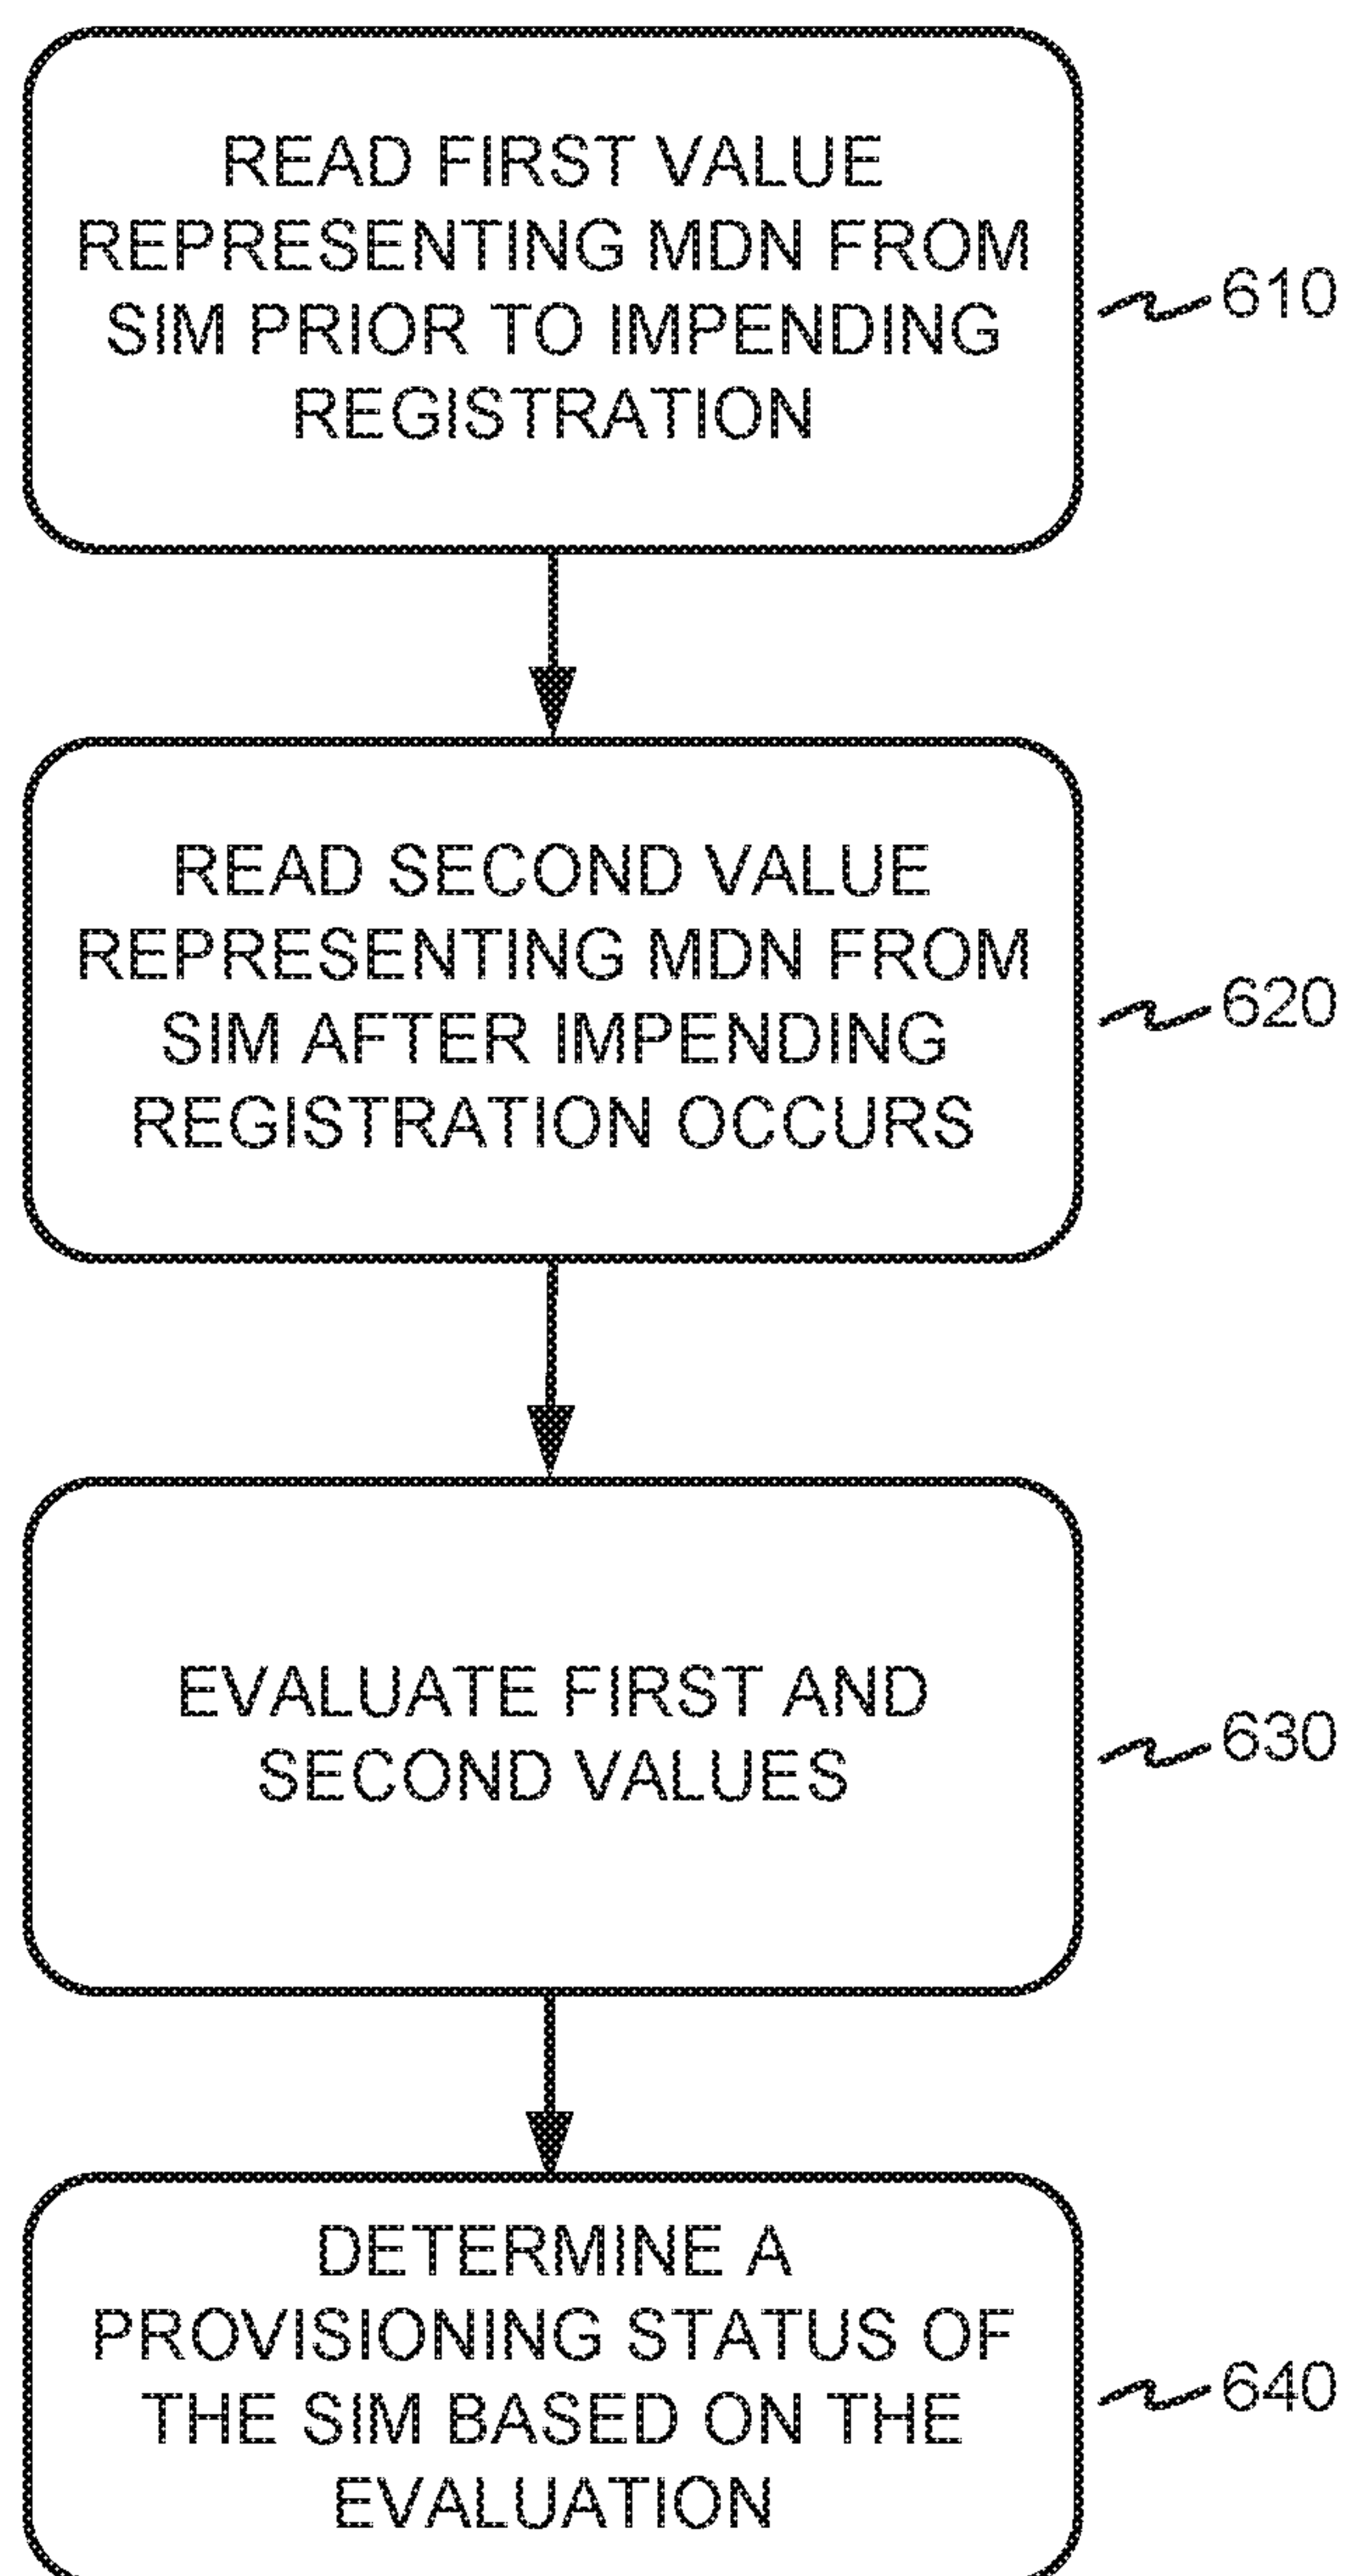 READ FIRST VALUE
REPRESENTING MDN FROM
SIM PRIOR TO IMPENDING
REGISTRATION
610
READ SECOND VALUE
REPRESENTING MDN FROM
SIM AFTER IMPENDING
REGISTRATION OCCURS
620
EVALUATE FIRST AND
SECOND VALUES
630
DETERMINE A
PROVISIONING STATUS OF
THE SIM BASED ON THE
EVALUATION
640